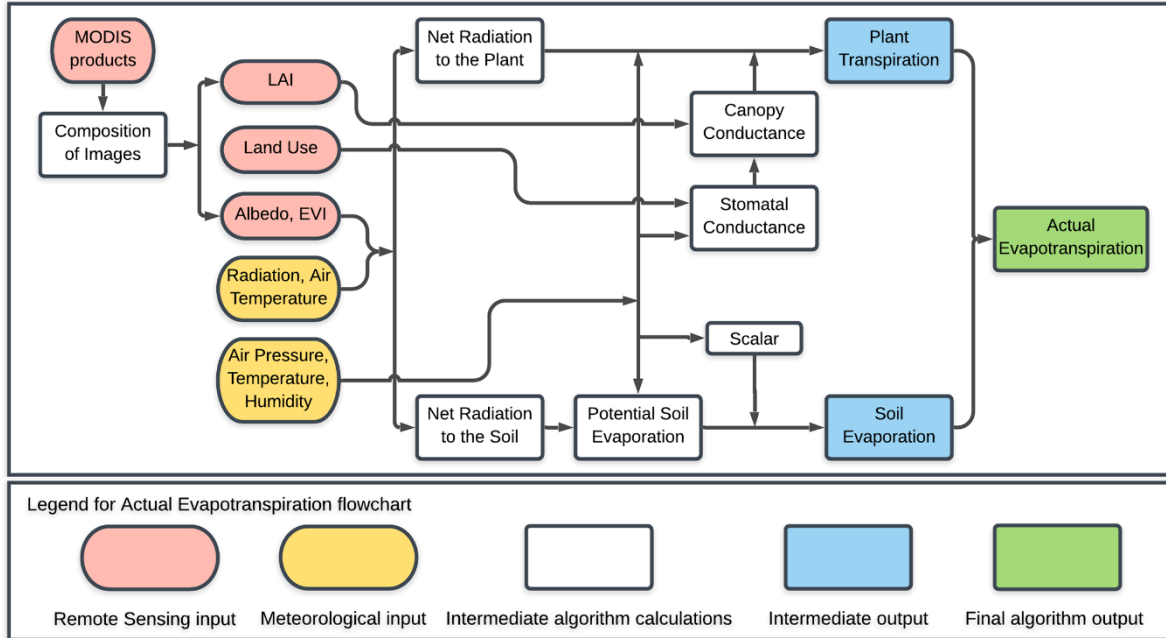 MODIS
products
Composition
of Images
LAI
Land Use
Albedo, EVI
Radiation, Air
Temperature
Air Pressure,
Temperature,
Humidity
Net Radiation
to the Plant
Net Radiation
to the Soil
Potential Soil
Evaporation
Canopy
Conductance
Stomatal
Conductance
Scalar
Plant
Transpiration
Soil
Evaporation
Actual
Evapotranspiration
Legend for Actual Evapotranspiration flowchart
Remote Sensing input
Meteorological input
Intermediate algorithm calculations
Intermediate output
Final algorithm output